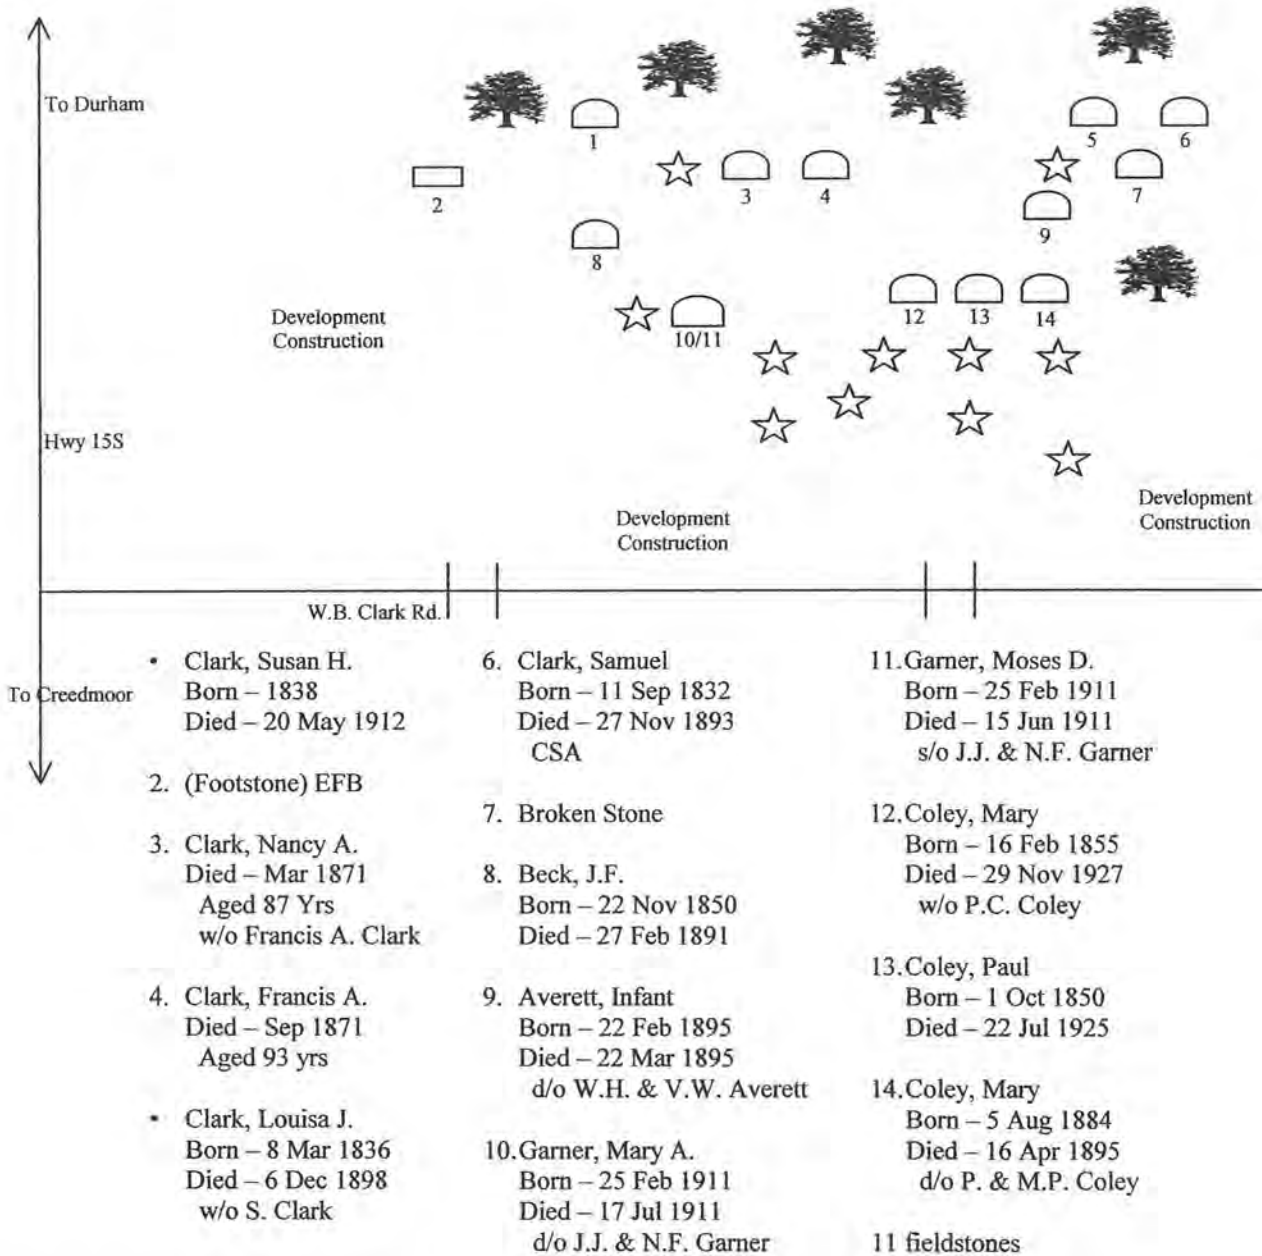 To Durham
1
5
6
2
3
4
7
9
8
Development
Construction
10/11
12
13
14
Hwy 15S
Development
Construction
Development
Construction
W.B. Clark Rd.
To Creedmoor
• Clark, Susan H.
Born – 1838
Died – 20 May 1912
2. (Footstone) EFB
3. Clark, Nancy A.
Died – Mar 1871
Aged 87 Yrs
w/o Francis A. Clark
4. Clark, Francis A.
Died – Sep 1871
Aged 93 yrs
• Clark, Louisa J.
Born – 8 Mar 1836
Died – 6 Dec 1898
w/o S. Clark
6. Clark, Samuel
Born – 11 Sep 1832
Died – 27 Nov 1893
CSA
7. Broken Stone
8. Beck, J.F.
Born – 22 Nov 1850
Died – 27 Feb 1891
9. Averett, Infant
Born – 22 Feb 1895
Died – 22 Mar 1895
d/o W.H. & V.W. Averett
10. Garner, Mary A.
Born – 25 Feb 1911
Died – 17 Jul 1911
d/o J.J. & N.F. Garner
11. Garner, Moses D.
Born – 25 Feb 1911
Died – 15 Jun 1911
s/o J.J. & N.F. Garner
12. Coley, Mary
Born – 16 Feb 1855
Died – 29 Nov 1927
w/o P.C. Coley
13. Coley, Paul
Born – 1 Oct 1850
Died – 22 Jul 1925
14. Coley, Mary
Born – 5 Aug 1884
Died – 16 Apr 1895
d/o P. & M.P. Coley
11 fieldstones